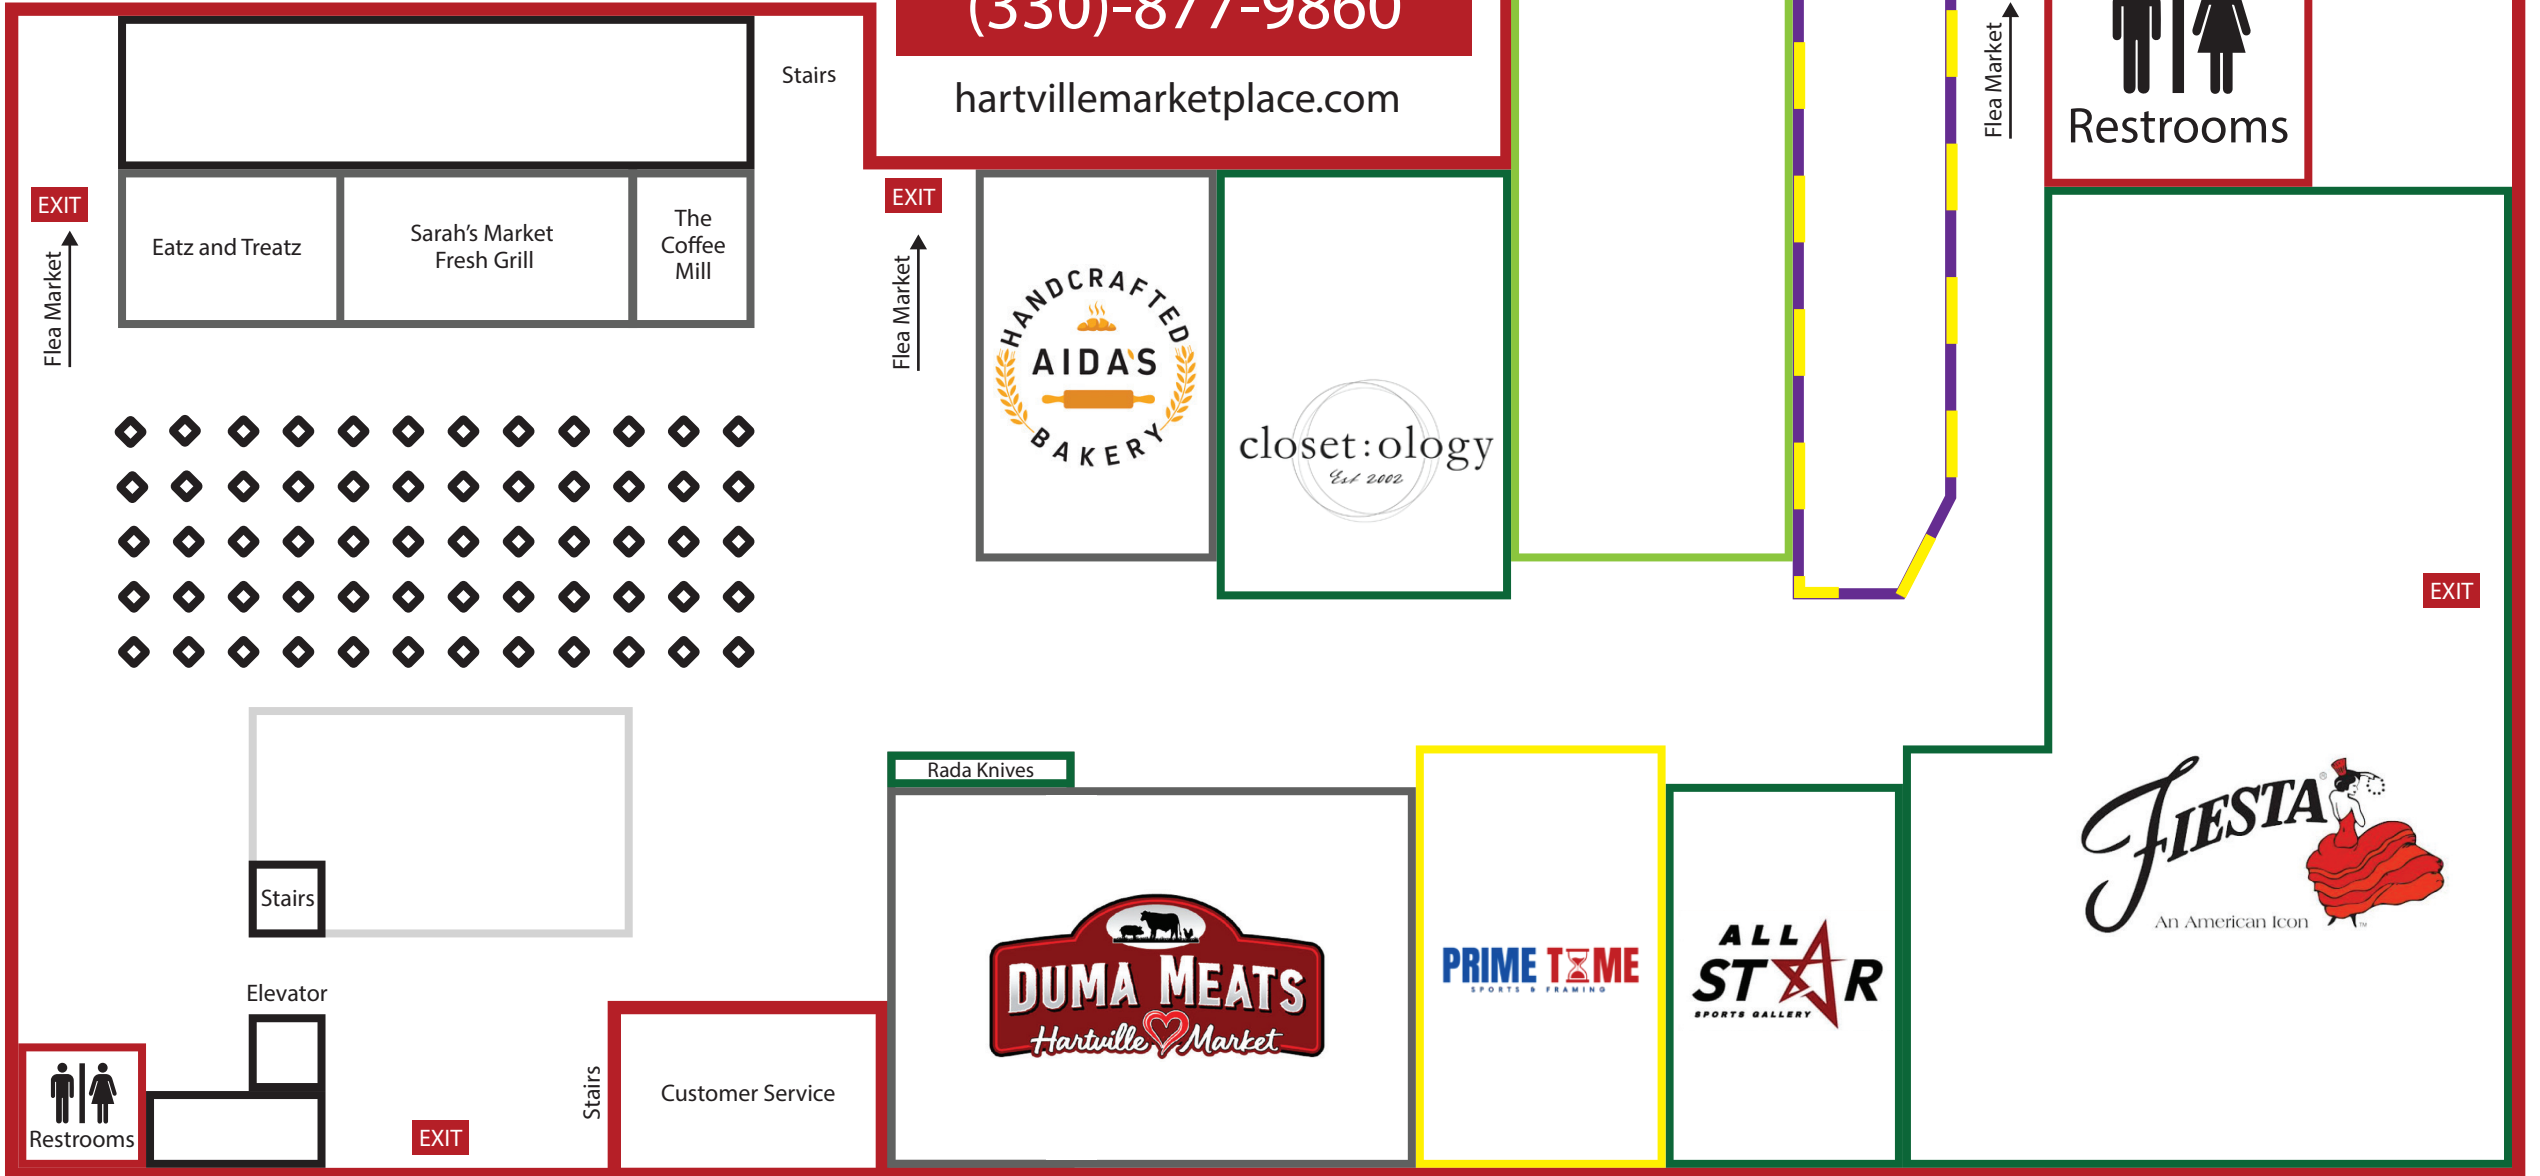 (330)-877-9860
hartvillemarketplace.com
Stairs
Flea Market
Restrooms
EXIT
Flea Market
Eatz and Treatz
Sarah's Market
Fresh Grill
The
Coffee
Mill
EXIT
Flea Market
HANDCRAFTED
AIDA'S
BAKERY
closet:ology
Est 2002
EXIT
Rada Knives
Stairs
Elevator
Restrooms
EXIT
Stairs
Customer Service
DUMA MEATS
Hartville Market
PRIME TIME
SPORTS & FRAMING
ALL
STAR
SPORTS GALLERY
FIESTA®
An American Icon
TM